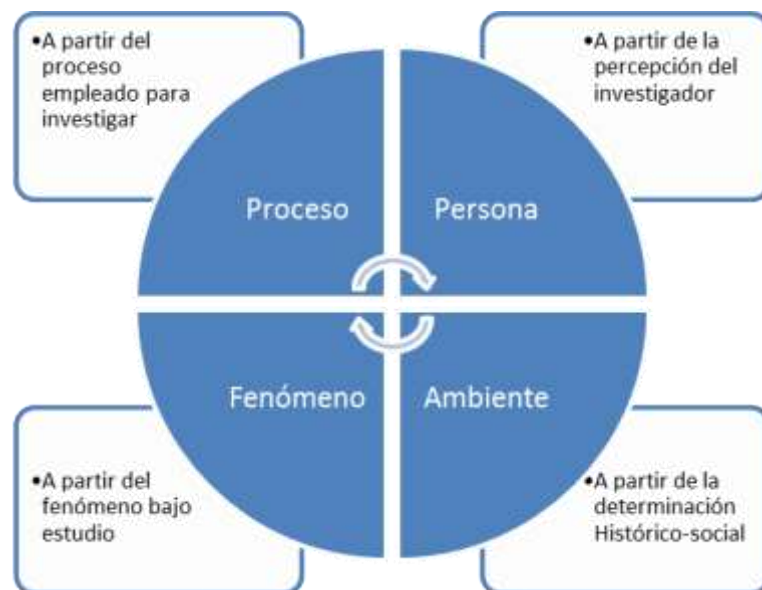 •A partir del
proceso
empleado para
investigar
•A partir de la
percepción del
investigador
Proceso
Persona
Fenómeno
Ambiente
•A partir del
fenómeno bajo
estudio
•A partir de la
determinación
Histórico-social